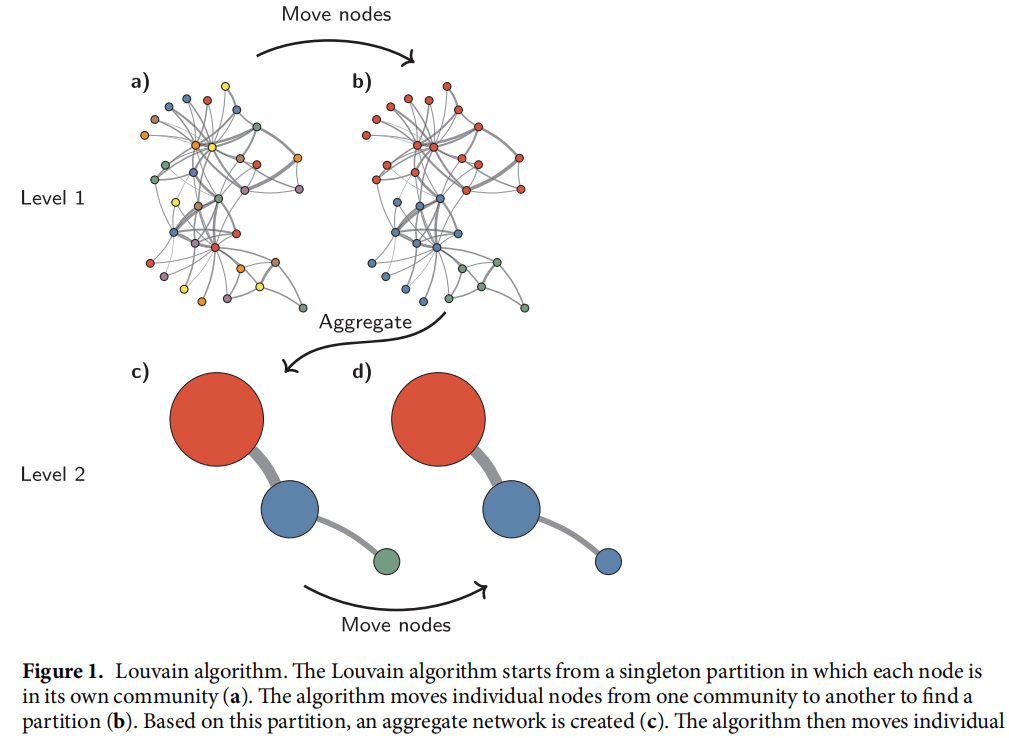 Move nodes
a)
b)
Level 1
Aggregate
c)
d)
Level 2
Move nodes
Figure 1. Louvain algorithm. The Louvain algorithm starts from a singleton partition in which each node is
in its own community (a). The algorithm moves individual nodes from one community to another to find a
partition (b). Based on this partition, an aggregate network is created (c). The algorithm then moves individual